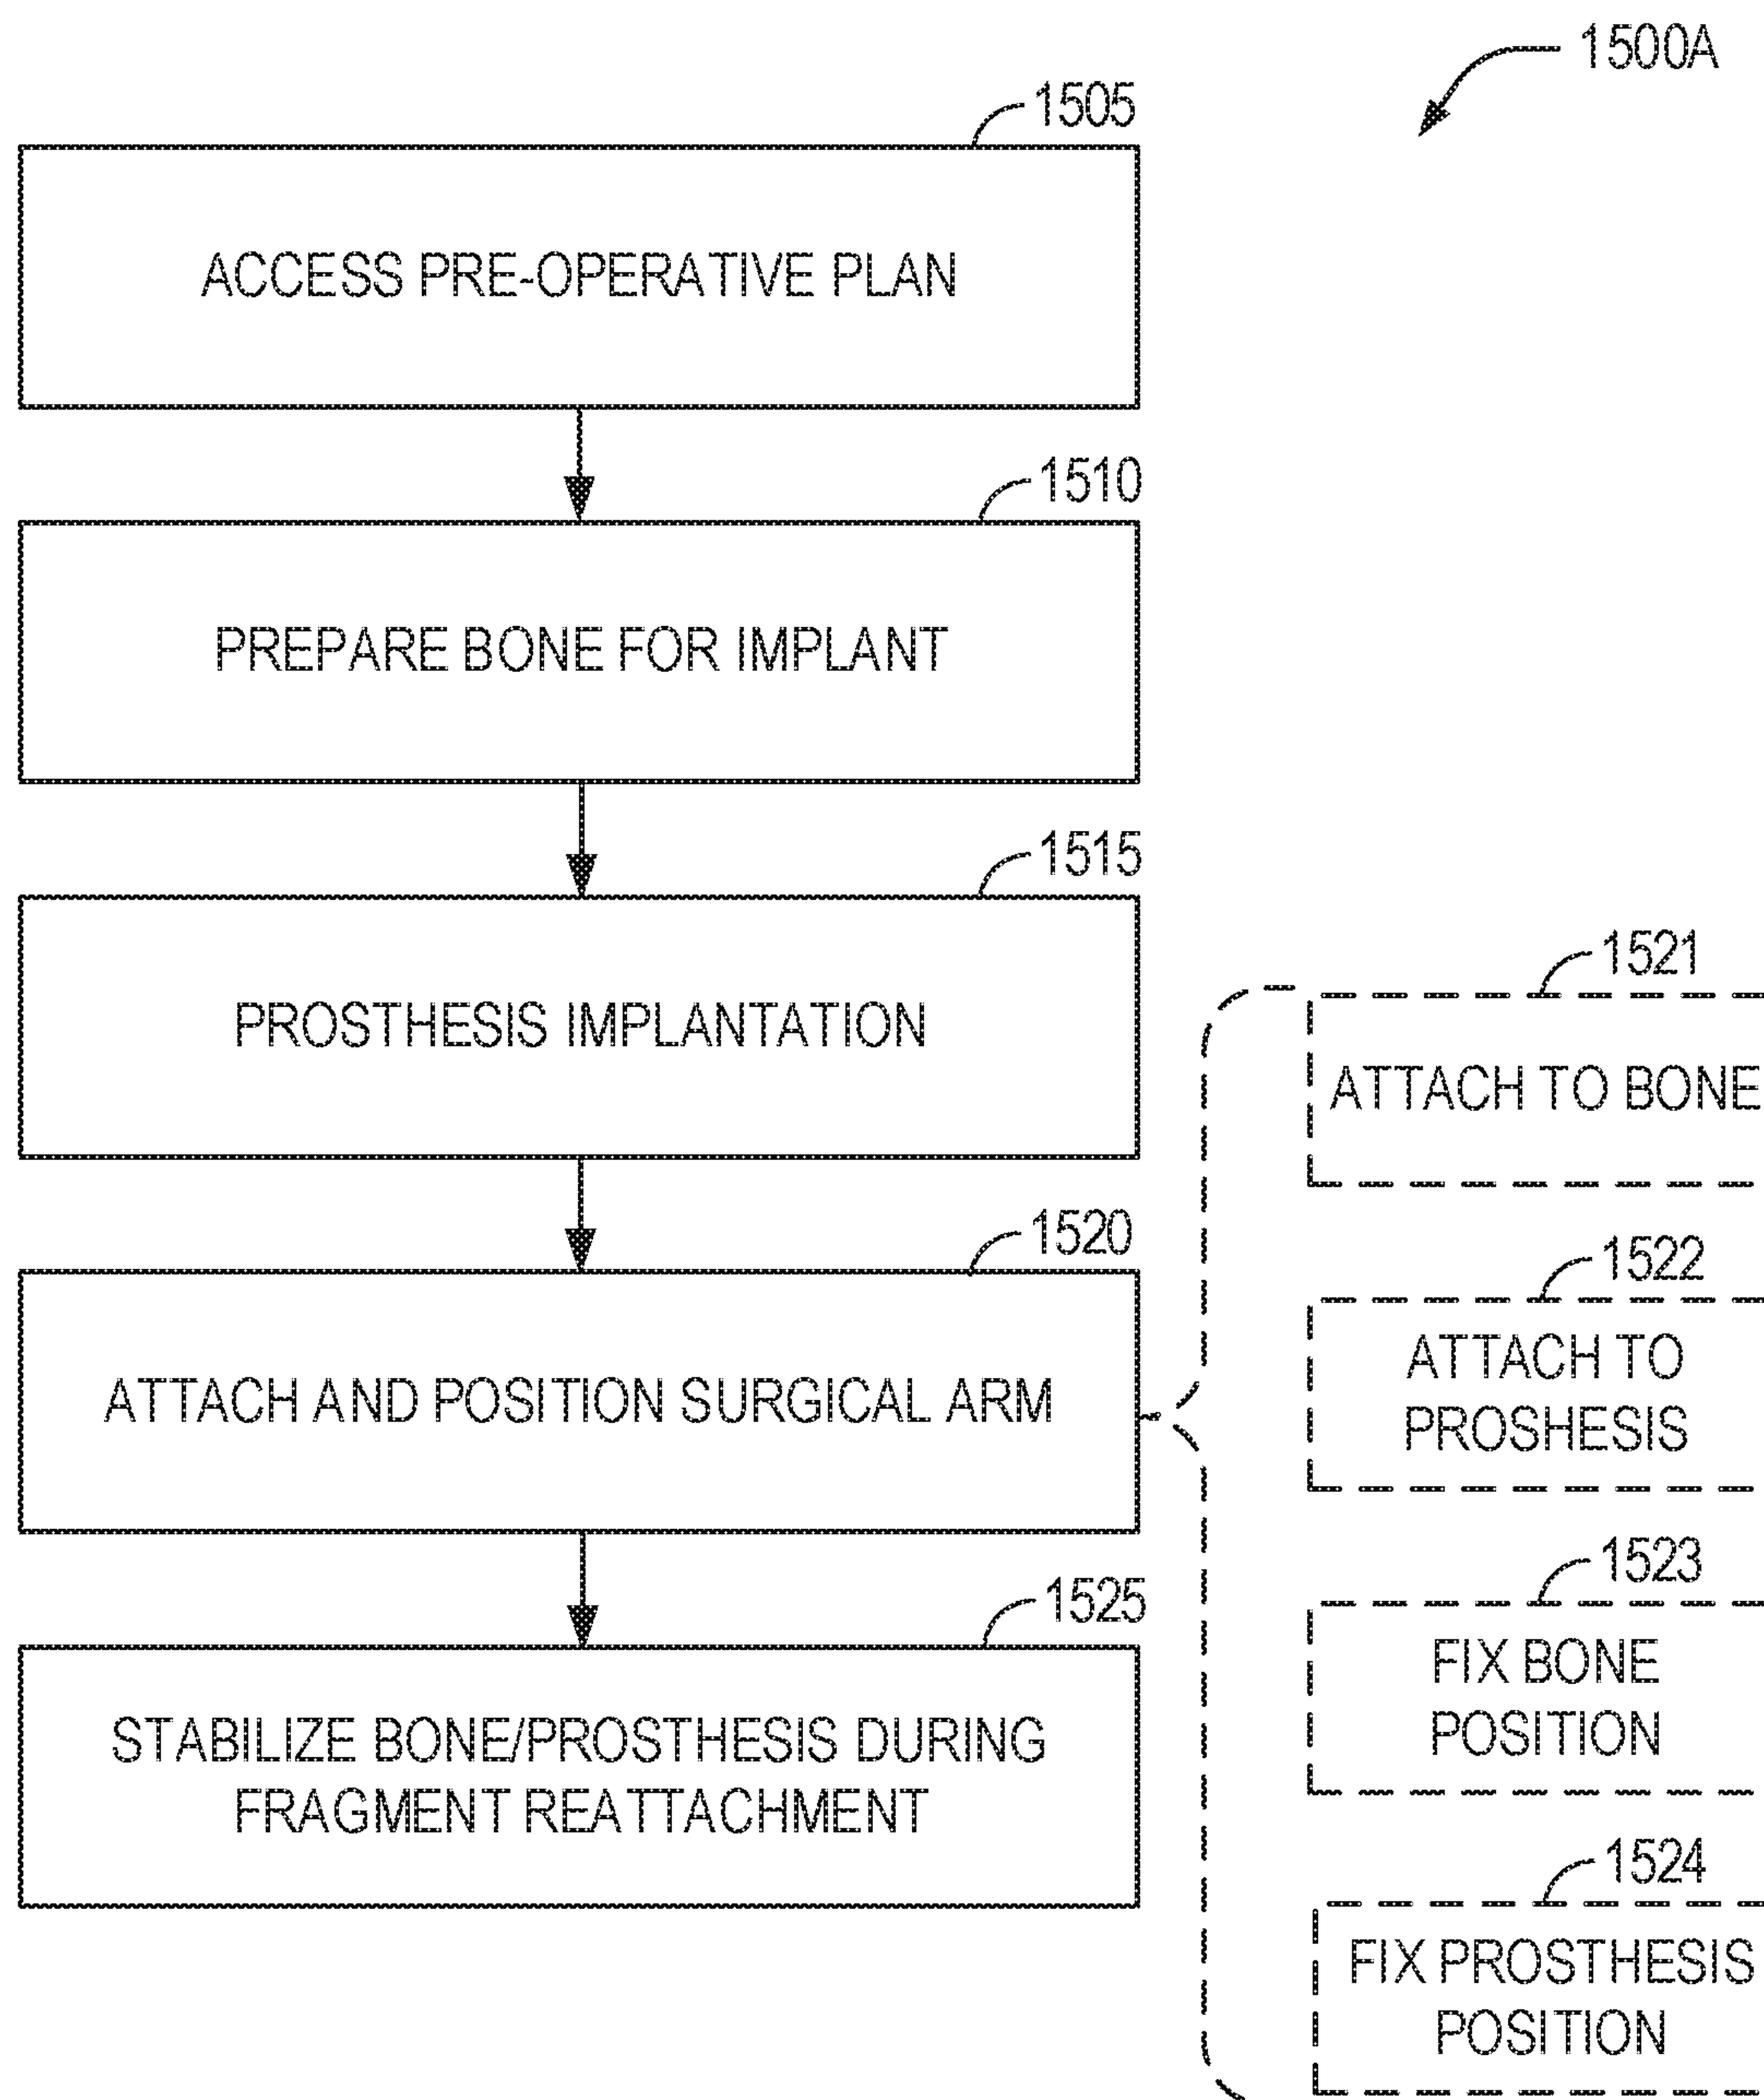 1500A
1505
ACCESS PRE-OPERATIVE PLAN
1510
PREPARE BONE FOR IMPLANT
1515
PROSTHESIS IMPLANTATION
1520
ATTACH AND POSITION SURGICAL ARM
1525
STABILIZE BONE/PROSTHESIS DURING
FRAGMENT REATTACHMENT
1521
ATTACH TO BONE
1522
ATTACH TO
PROSHESIS
1523
FIX BONE
POSITION
1524
FIX PROSTHESIS
POSITION